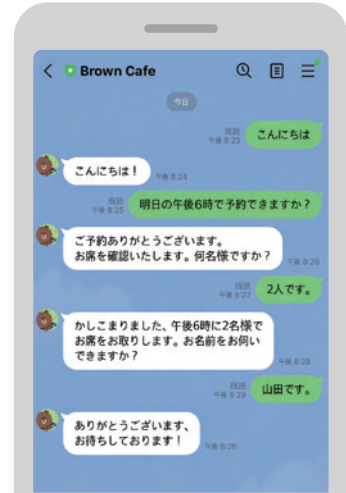 Brown Cafe
今日
既読
午後 8:23
こんにちは
こんにちは！
午後 8:24
既読
午後 8:25
明日の午後6時で予約できますか？
ご予約ありがとうございます。
お席を確認いたします。何名様ですか？
午後 8:26
既読
午後 8:27
2人です。
かしこまりました、午後6時に2名様で
お席をお取りします。お名前をお伺い
できますか？
午後 8:28
既読
午後 8:29
山田です。
ありがとうございます、
お待ちしております！
午後 8:26